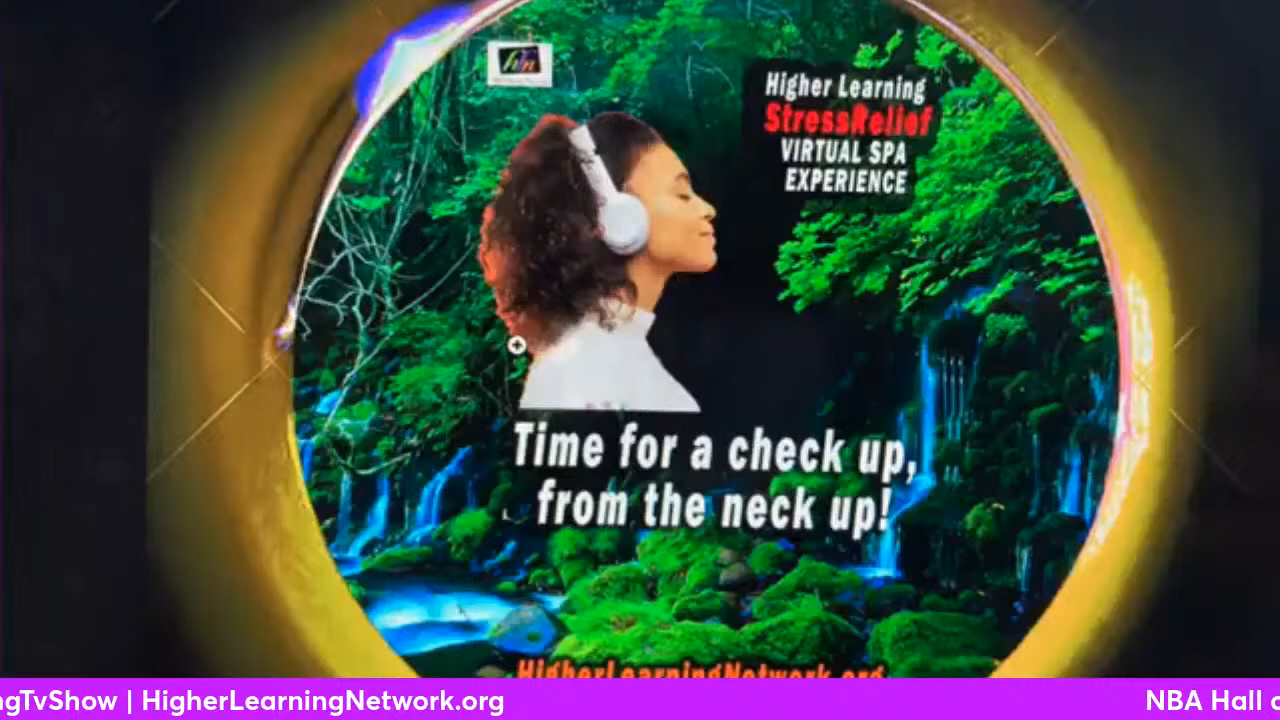 hln
Higher Learning
StressRelief
VIRTUAL SPA
EXPERIENCE
Time for a check up,
from the neck up!
HigherLearningNetwork.org
ngTvShow | HigherLearningNetwork.org
NBA Hall o